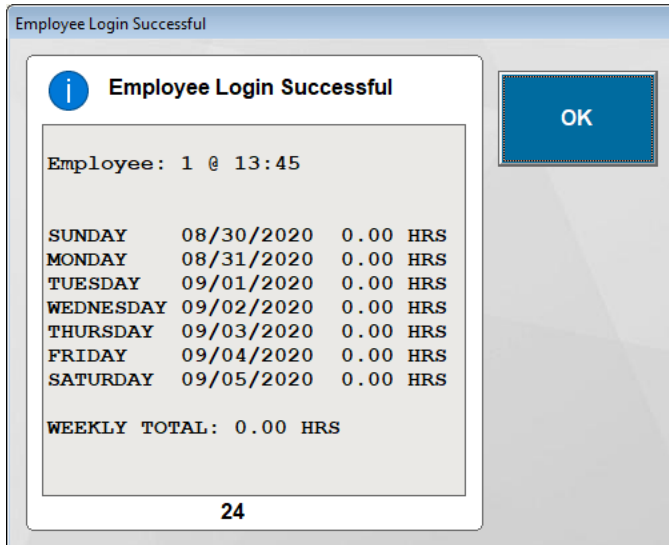 Employee Login Successful
Employee Login Successful
OK
Employee: 1 @ 13:45
SUNDAY 08/30/2020 0.00 HRS
MONDAY 08/31/2020 0.00 HRS
TUESDAY 09/01/2020 0.00 HRS
WEDNESDAY 09/02/2020 0.00 HRS
THURSDAY 09/03/2020 0.00 HRS
FRIDAY 09/04/2020 0.00 HRS
SATURDAY 09/05/2020 0.00 HRS
WEEKLY TOTAL: 0.00 HRS
24